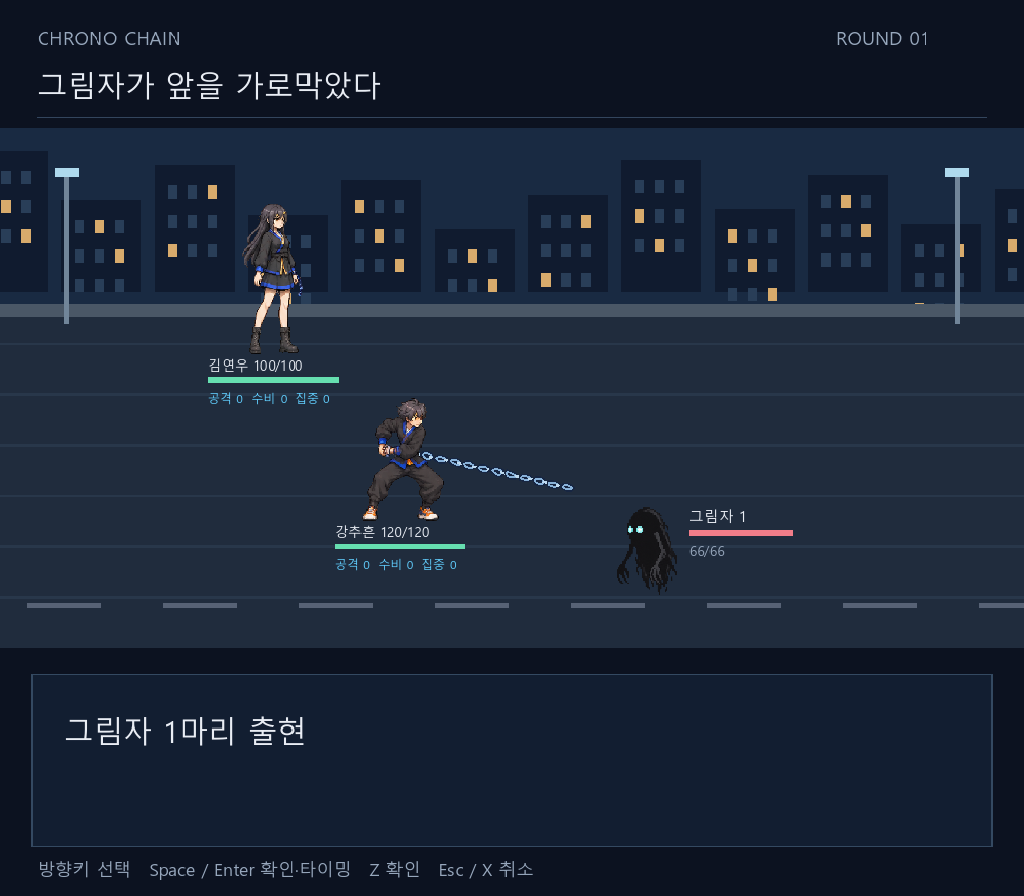 CHRONO CHAIN
ROUND 01
그림자가 앞을 가로막았다
김연우 100/100
공격 0 수비 0 집중 0
강추흔 120/120
공격 0 수비 0 집중 0
그림자 1
66/66
그림자 1마리 출현
방향키 선택 Space / Enter 확인·타이밍 Z 확인 Esc / X 취소